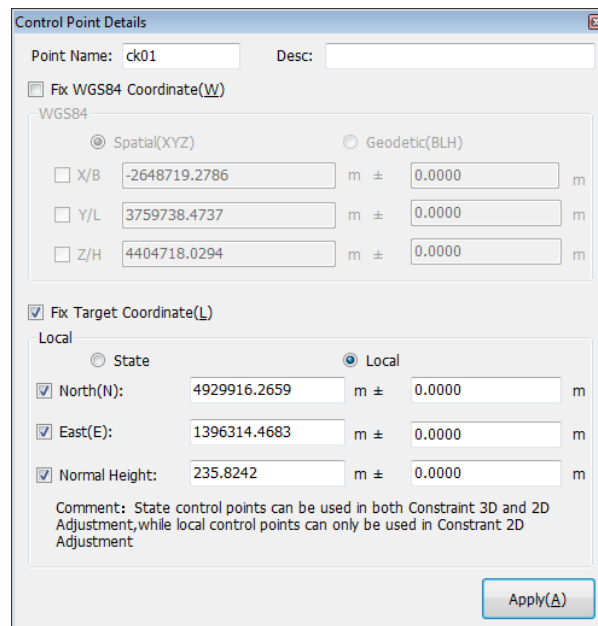 Control Point Details
Point Name: ck01 Desc:
Fix WGS84 Coordinate(W)
WGS84
Spatial(XYZ) Geodetic(BLH)
X/B -2648719.2786 m ± 0.0000 m
Y/L 3759738.4737 m ± 0.0000 m
Z/H 4404718.0294 m ± 0.0000 m
Fix Target Coordinate(L)
Local
State Local
North(N): 4929916.2659 m ± 0.0000 m
East(E): 1396314.4683 m ± 0.0000 m
Normal Height: 235.8242 m ± 0.0000 m
Comment: State control points can be used in both Constraint 3D and 2D
Adjustment,while local control points can only be used in Constrant 2D
Adjustment
Apply(A)